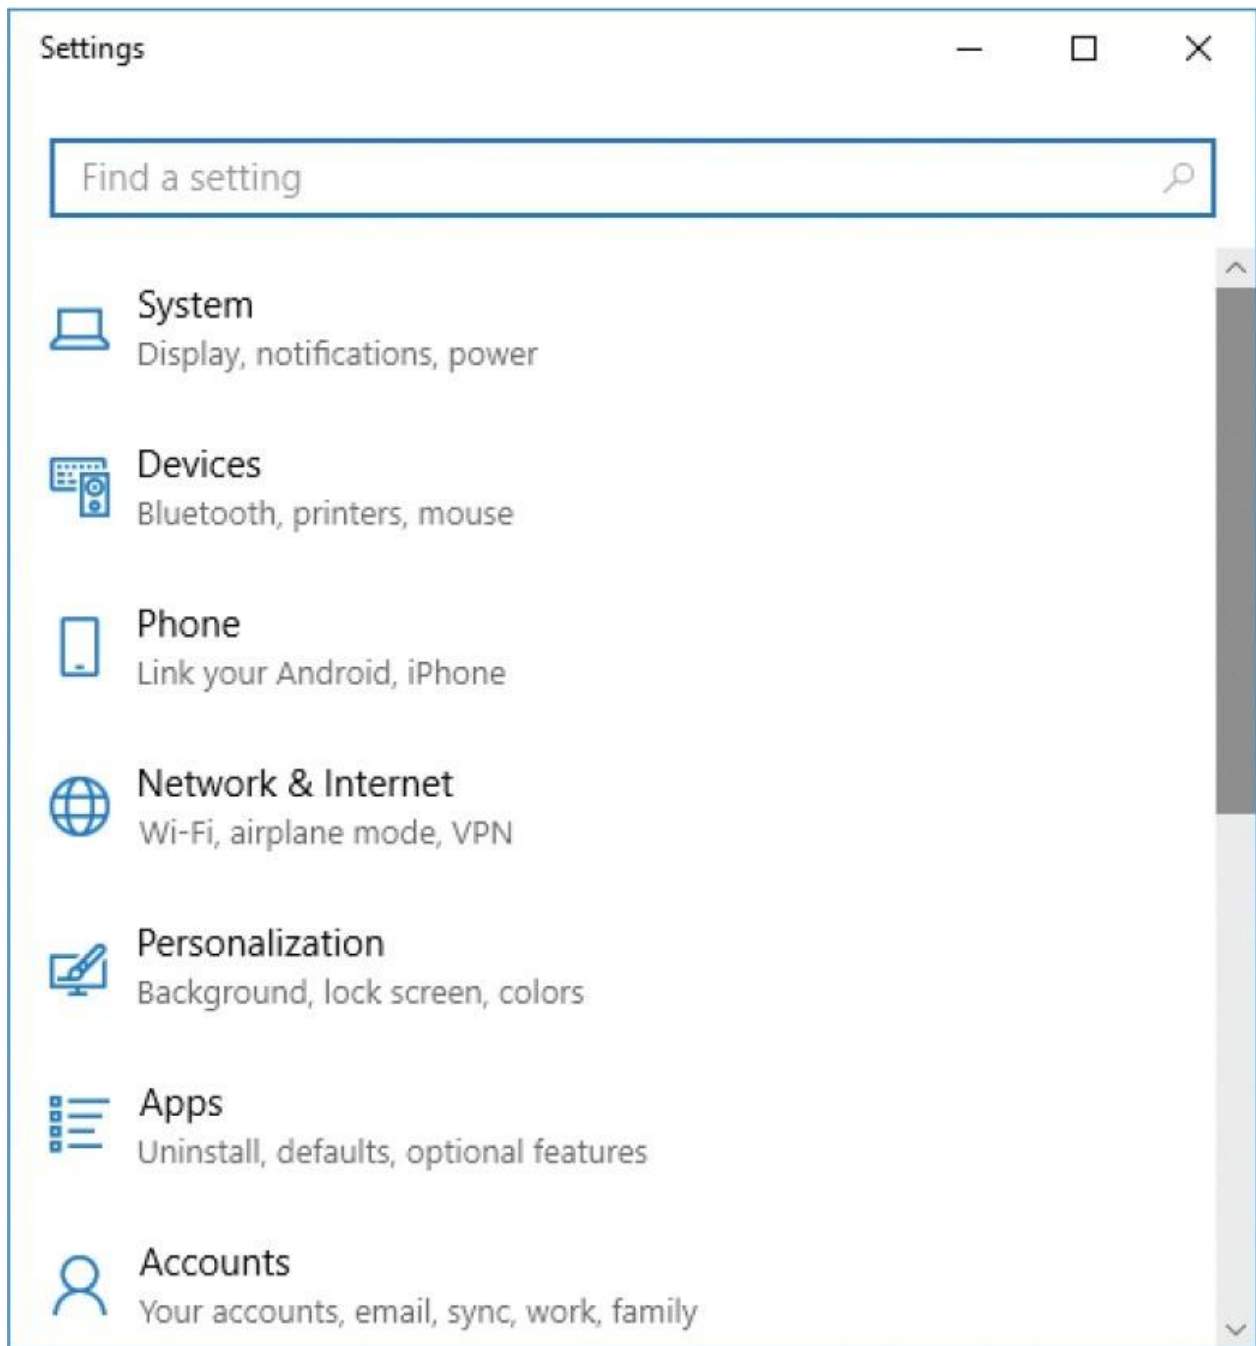 Settings
Find a setting
System
Display, notifications, power
Devices
Bluetooth, printers, mouse
Phone
Link your Android, iPhone
Network & Internet
Wi-Fi, airplane mode, VPN
Personalization
Background, lock screen, colors
Apps
Uninstall, defaults, optional features
Accounts
Your accounts, email, sync, work, family